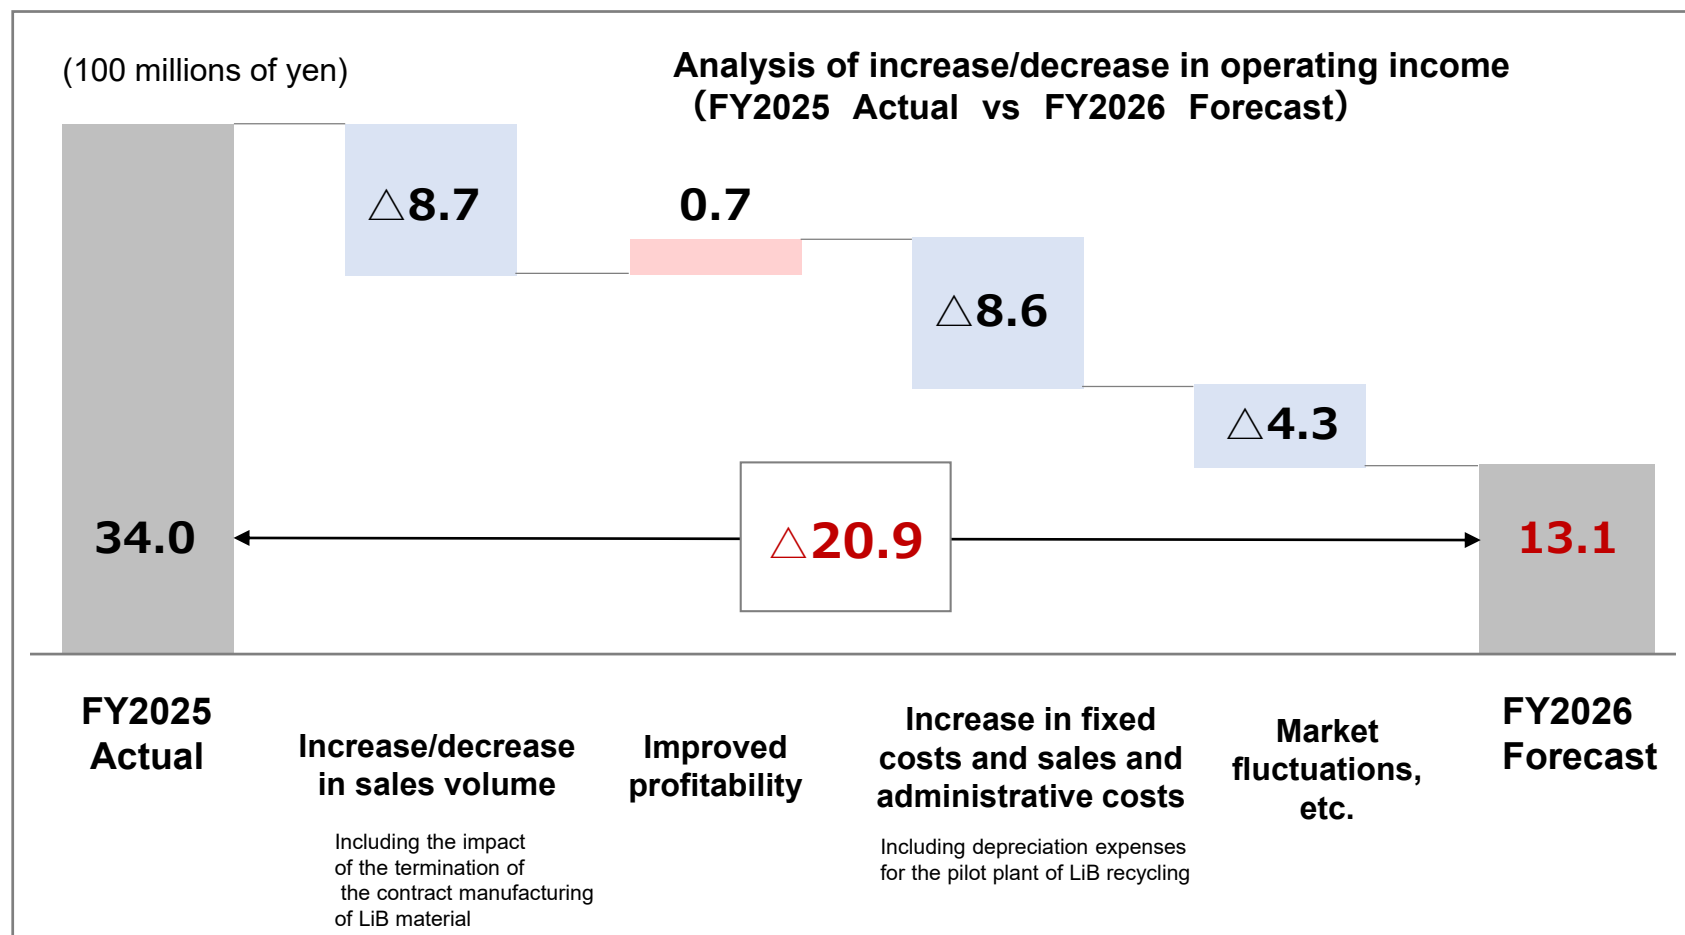 (100 millions of yen)
Analysis of increase/decrease in operating income
（FY2025 Actual vs FY2026 Forecast）
△8.7
0.7
△8.6
△4.3
34.0
△20.9
13.1
FY2025
Actual
Increase/decrease
in sales volume
Including the impact
of the termination of
the contract manufacturing
of LiB material
Improved
profitability
Increase in fixed
costs and sales and
administrative costs
Including depreciation expenses
for the pilot plant of LiB recycling
Market
fluctuations,
etc.
FY2026
Forecast